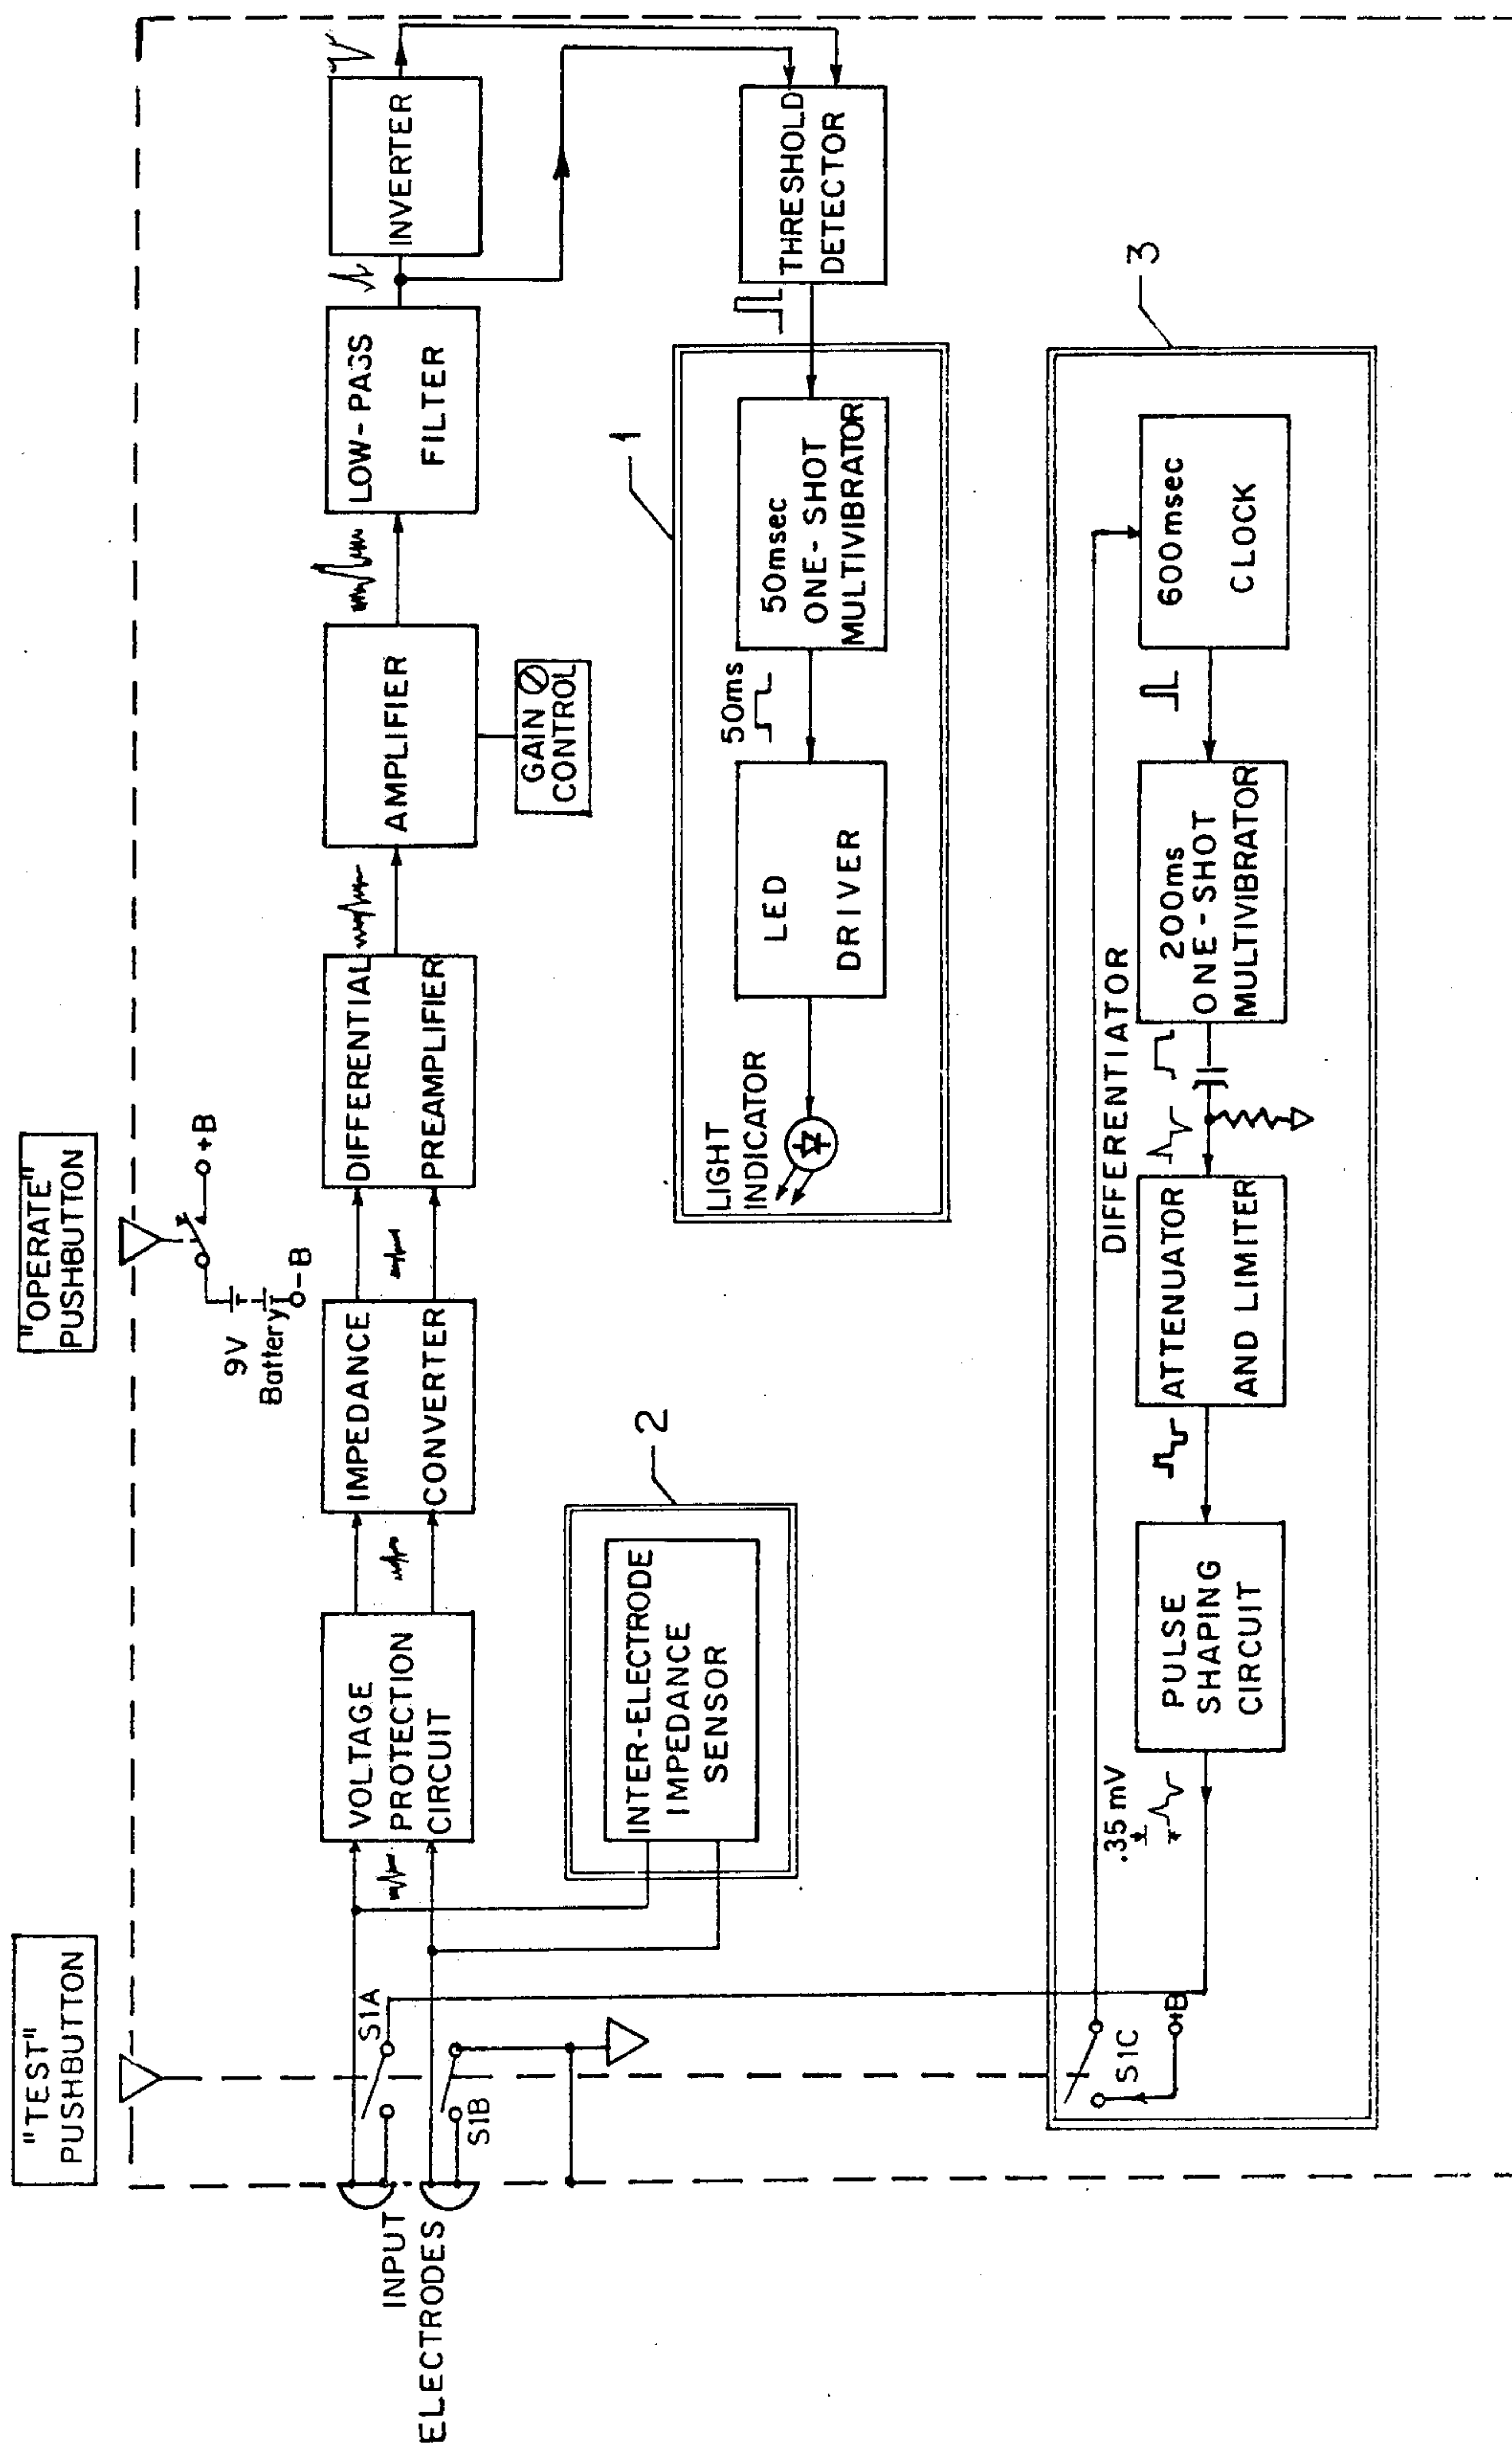 "TEST"
PUSHBUTTON
"OPERATE"
PUSHBUTTON
9V
Battery
+B
-B
INPUT
ELECTRODES
S1A
S1B
VOLTAGE
PROTECTION
CIRCUIT
IMPEDANCE
CONVERTER
DIFFERENTIAL
PREAMPLIFIER
AMPLIFIER
GAIN
CONTROL
LOW-PASS
FILTER
INVERTER
THRESHOLD
DETECTOR
1
50msec
ONE-SHOT
MULTIVIBRATOR
50ms
LED
DRIVER
LIGHT
INDICATOR
2
INTER-ELECTRODE
IMPEDANCE
SENSOR
3
S1C
+B
.35 mV
PULSE
SHAPING
CIRCUIT
ATTENUATOR
AND LIMITER
DIFFERENTIATOR
200ms
ONE-SHOT
MULTIVIBRATOR
600msec
CLOCK